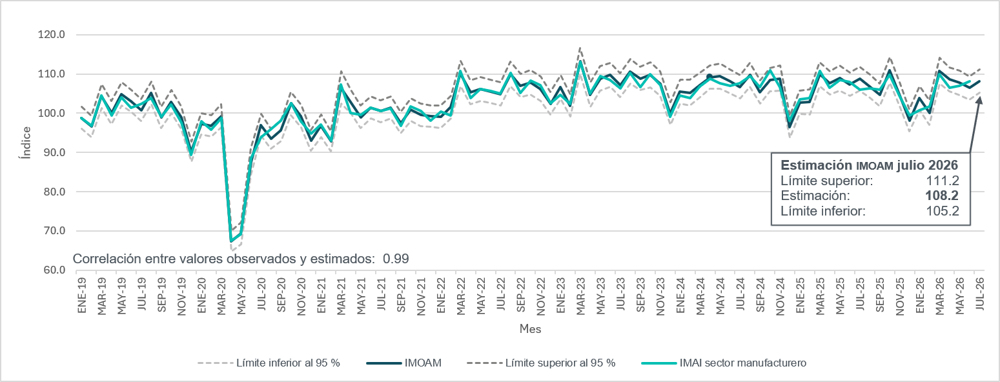 120.0
110.0
100.0
90.0
80.0
70.0
60.0
Índice
Estimación IMOAM julio 2026
Límite superior: 111.2
Estimación: 108.2
Límite inferior: 105.2
Correlación entre valores observados y estimados: 0.99
ENE-19 MAR-19 MAY-19 JUL-19 SEP-19 NOV-19 ENE-20 MAR-20 MAY-20 JUL-20 SEP-20 NOV-20 ENE-21 MAR-21 MAY-21 JUL-21 SEP-21 NOV-21 ENE-22 MAR-22 MAY-22 JUL-22 SEP-22 NOV-22 ENE-23 MAR-23 MAY-23 JUL-23 SEP-23 NOV-23 ENE-24 MAR-24 MAY-24 JUL-24 SEP-24 NOV-24 ENE-25 MAR-25 MAY-25 JUL-25 SEP-25 NOV-25 ENE-26 MAR-26 MAY-26 JUL-26
Mes
Límite inferior al 95 % IMOAM Límite superior al 95 % IMAI sector manufacturero